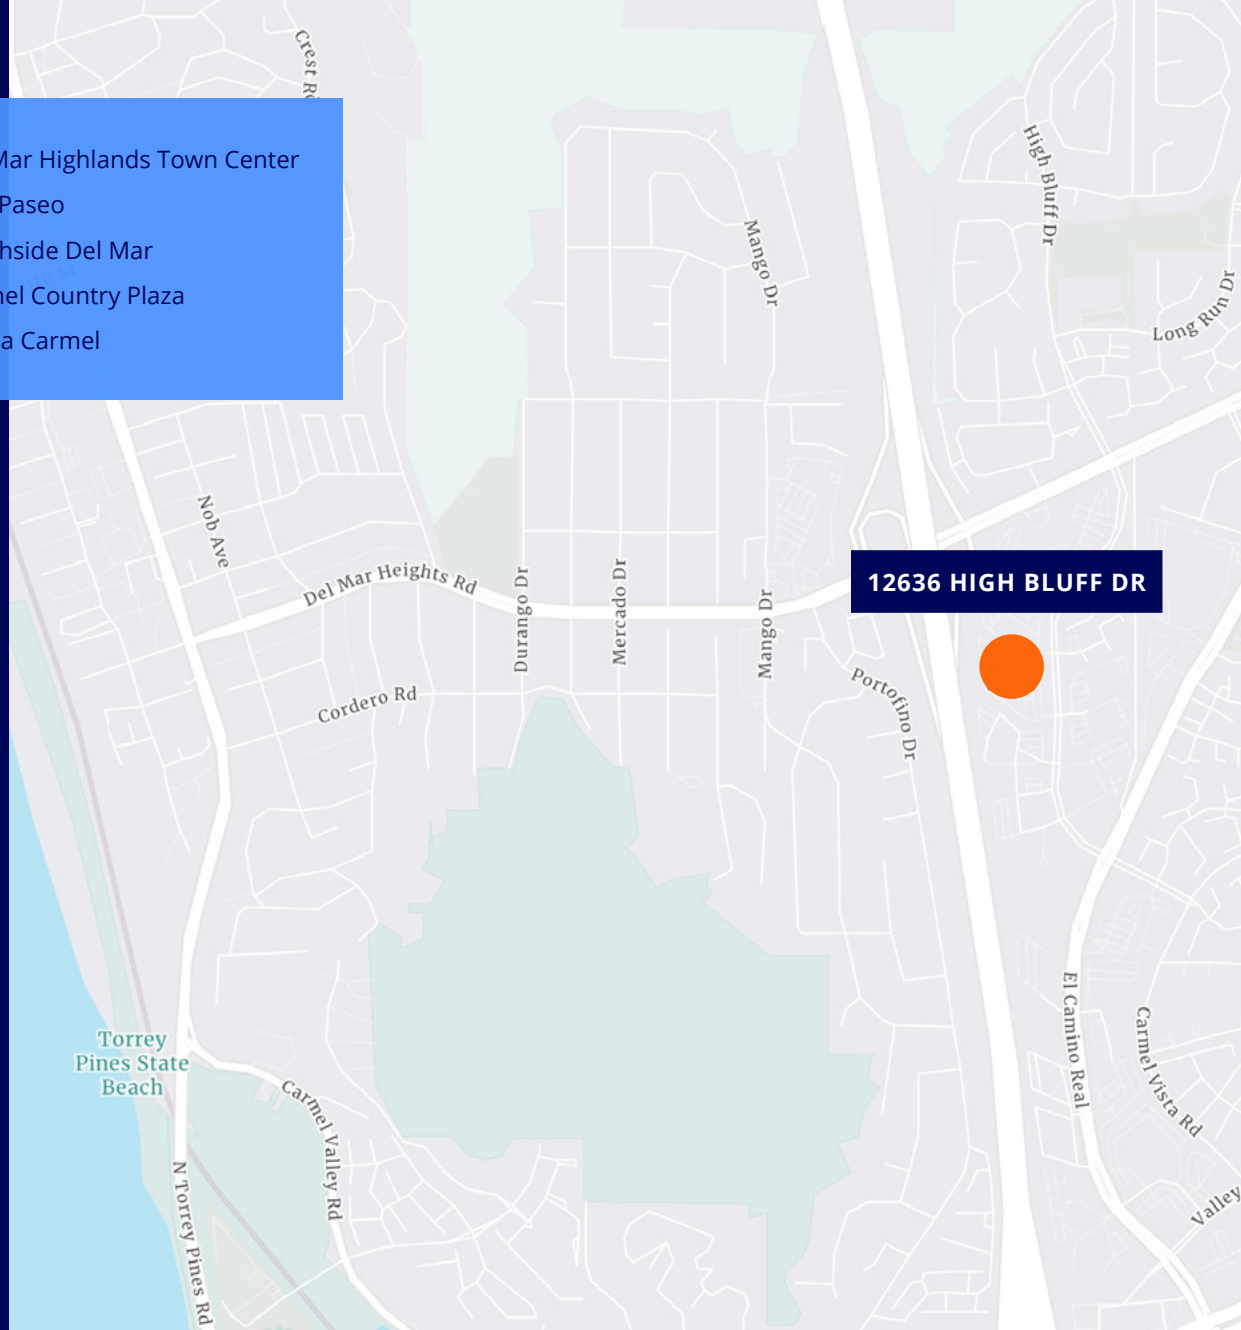 Crest Rd
Mar Highlands Town Center
Paseo
hside Del Mar
nel Country Plaza
a Carmel
High Bluff Dr
Mango Dr
Long Run Dr
Nob Ave
Del Mar Heights Rd
Durango Dr
Mercado Dr
Mango Dr
12636 HIGH BLUFF DR
Cordero Rd
Portofino Dr
El Camino Real
Carmel Vista Rd
Torrey
Pines State
Beach
Carmel Valley Rd
N Torrey Pines Rd
Valley